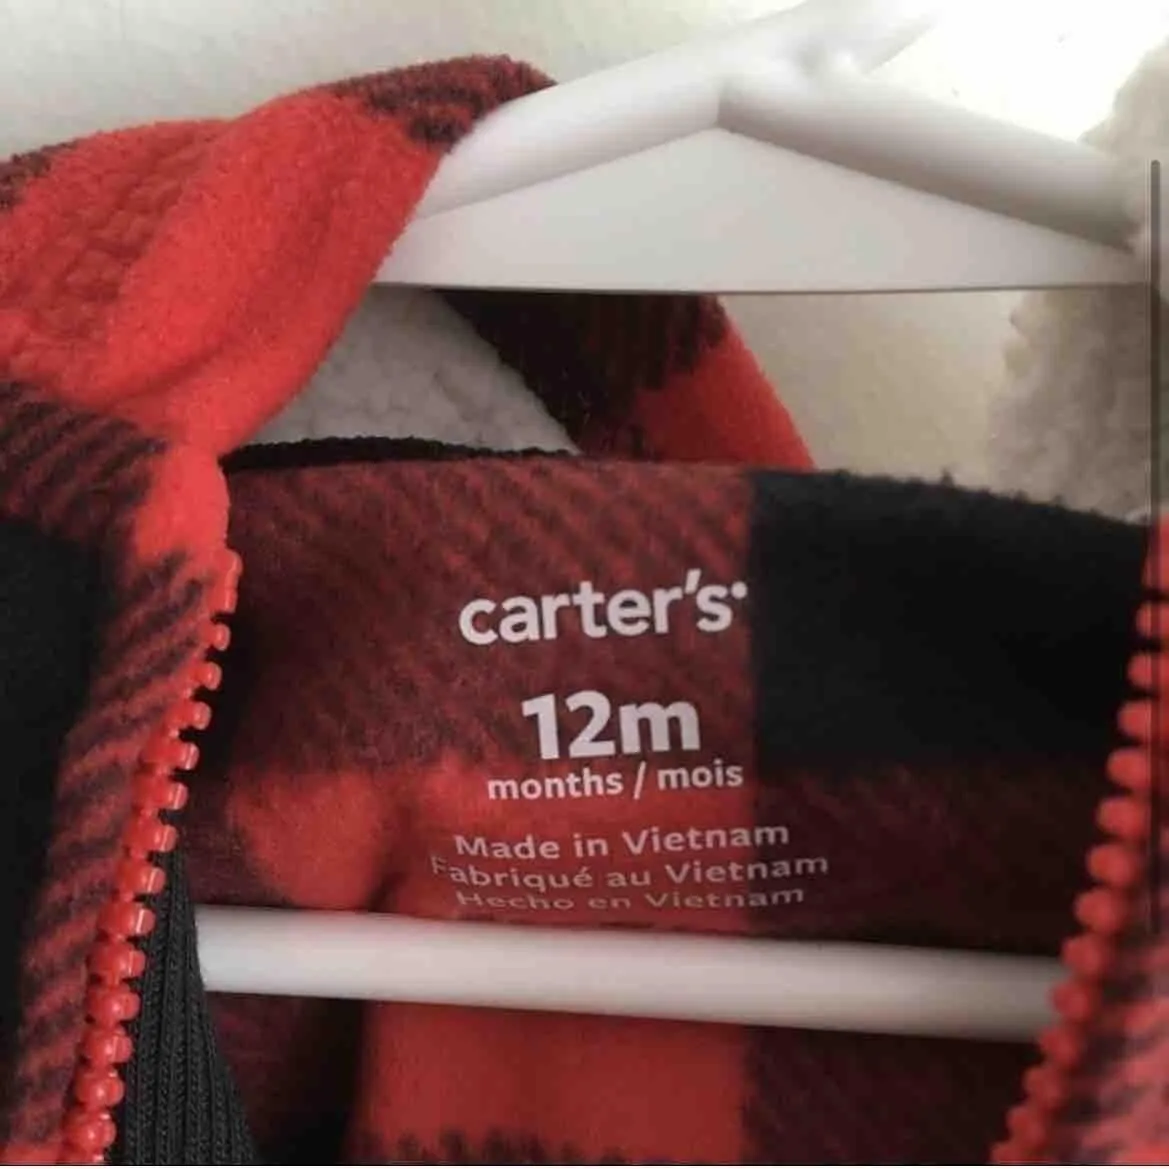 carter's
12m
months / mois
Made in Vietnam
Fabriqué au Vietnam
Hecho en Vietnam